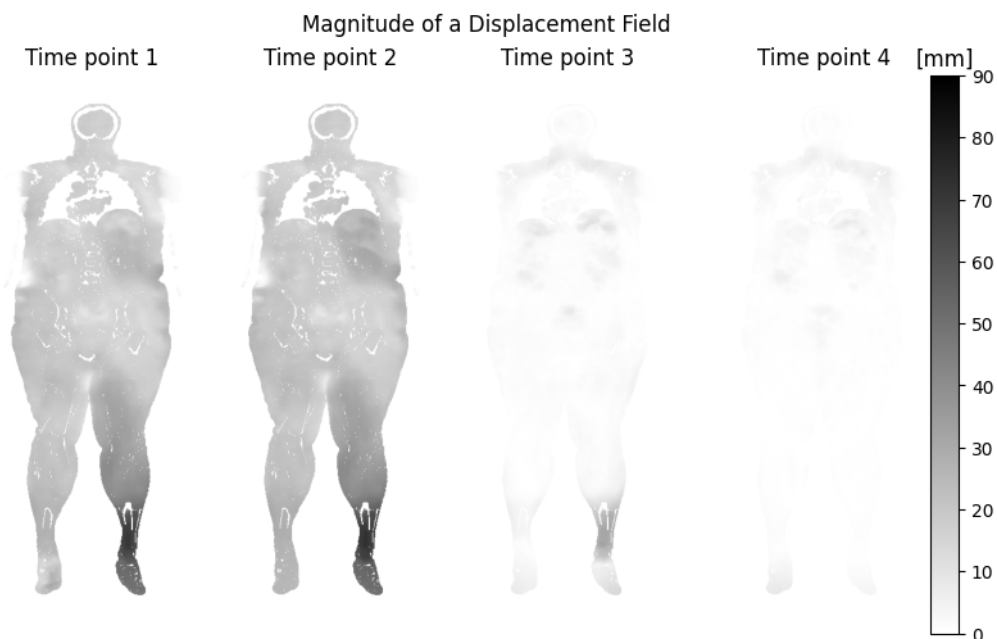 Magnitude of a Displacement Field
Time point 1
Time point 2
Time point 3
Time point 4
[mm]
90
80
70
60
50
40
30
20
10
0